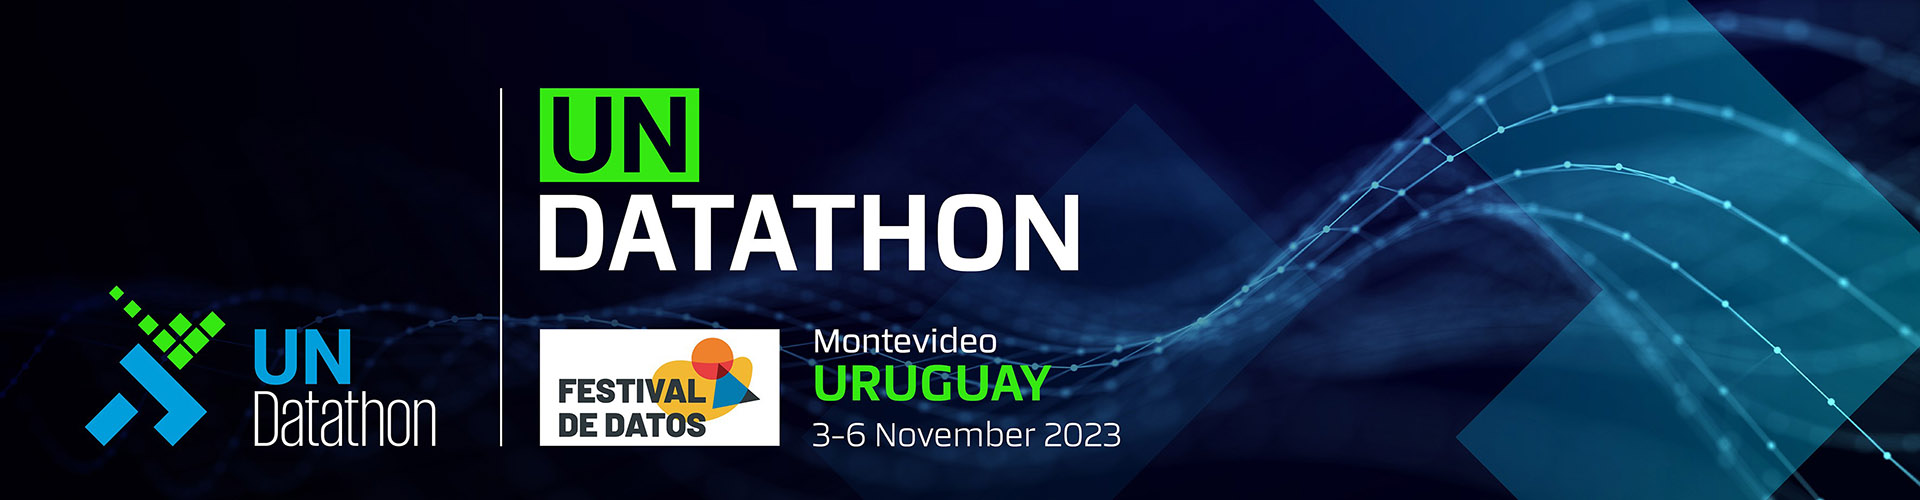 UN
Datathon
UN
DATATHON
FESTIVAL
DE DATOS
Montevideo
URUGUAY
3-6 November 2023